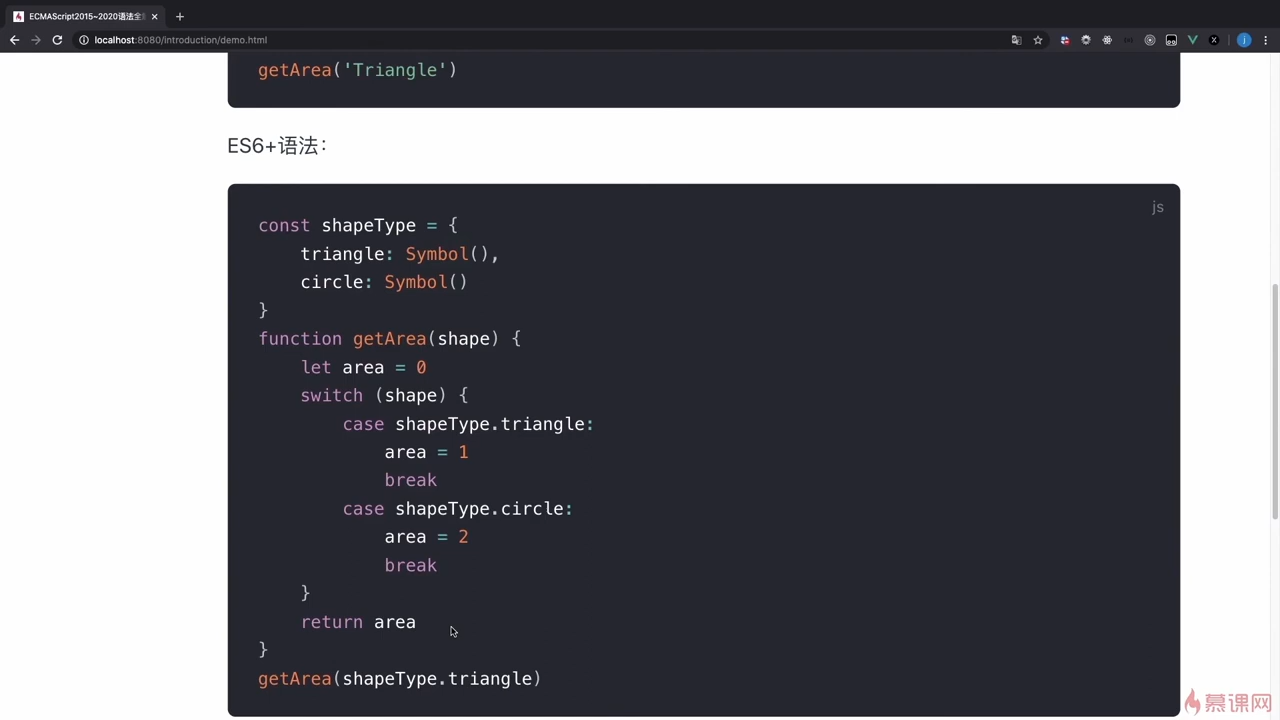 ECMAScript2015~2020语法全
localhost:8080/introduction/demo.html
getArea('Triangle')
ES6+语法：
js
const shapeType = {
    triangle: Symbol(),
    circle: Symbol()
}
function getArea(shape) {
    let area = 0
    switch (shape) {
        case shapeType.triangle:
            area = 1
            break
        case shapeType.circle:
            area = 2
            break
    }
    return area
}
getArea(shapeType.triangle)
慕课网